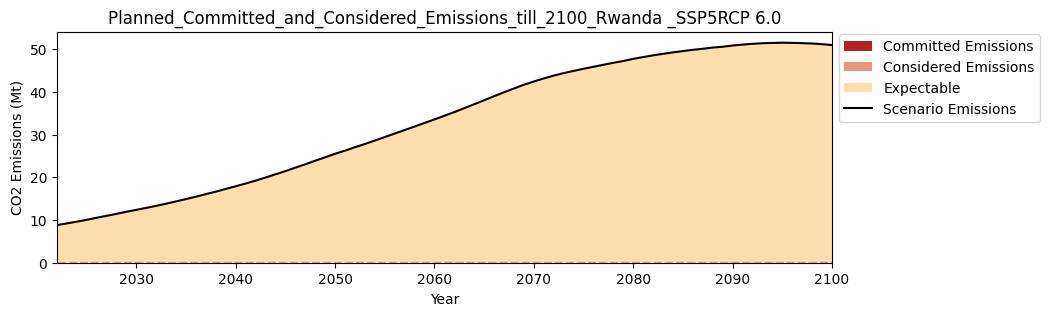 Planned_Committed_and_Considered_Emissions_till_2100_Rwanda _SSP5RCP 6.0
Committed Emissions
Considered Emissions
Expectable
Scenario Emissions
CO2 Emissions (Mt)
50
40
30
20
10
0
2030 2040 2050 2060 2070 2080 2090 2100
Year